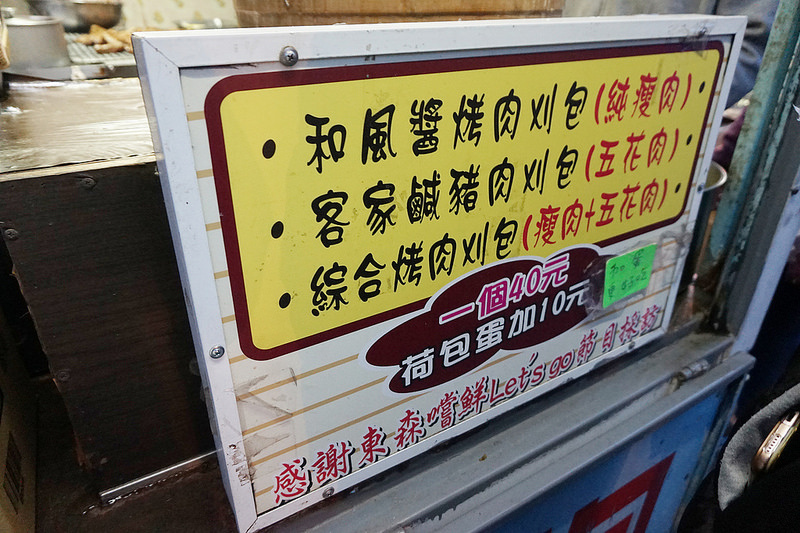 ・和風醬烤肉刈包(純瘦肉)・
・客家鹹豬肉刈包(五花肉)・
・綜合烤肉刈包(瘦肉+五花肉)・
一個40元
荷包蛋加10元
感謝東森嚐鮮Let's go節目採訪